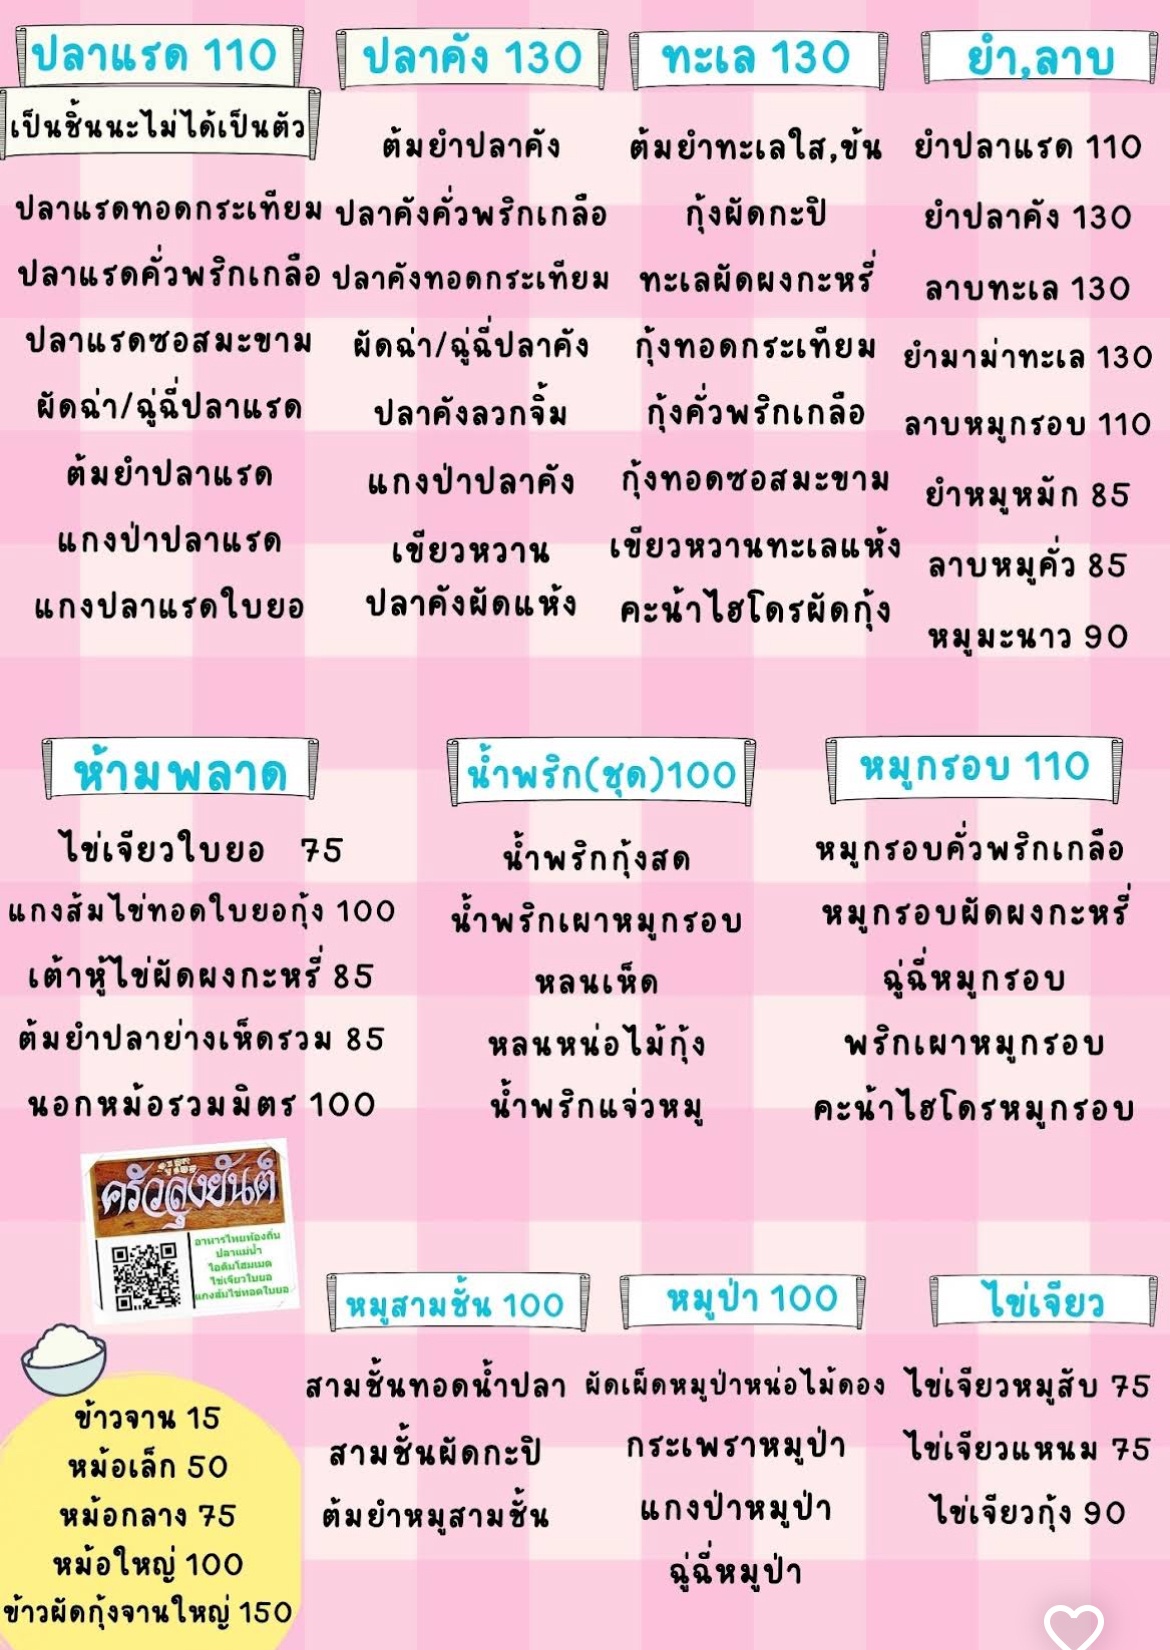 ปลาแรด 110
เป็นชิ้นนะไม่ได้เป็นตัว
ปลาแรดทอดกระเทียม
ปลาแรดคั่วพริกเกลือ
ปลาแรดซอสมะขาม
ผัดฉ่า/ฉู่ฉี่ปลาแรด
ต้มยำปลาแรด
แกงป่าปลาแรด
แกงปลาแรดใบยอ
ปลาคัง 130
ต้มยำปลาคัง
ปลาคังคั่วพริกเกลือ
ปลาคังทอดกระเทียม
ผัดฉ่า/ฉู่ฉี่ปลาคัง
ปลาคังลวกจิ้ม
แกงป่าปลาคัง
เขียวหวาน
ปลาคังผัดแห้ง
ทะเล 130
ต้มยำทะเลใส,ข้น
กุ้งผัดกะปิ
ทะเลผัดผงกะหรี่
กุ้งทอดกระเทียม
กุ้งคั่วพริกเกลือ
กุ้งทอดซอสมะขาม
เขียวหวานทะเลแห้ง
คะน้าไฮโดรผัดกุ้ง
ยำ,ลาบ
ยำปลาแรด 110
ยำปลาคัง 130
ลาบทะเล 130
ยำมาม่าทะเล 130
ลาบหมูกรอบ 110
ยำหมูหมัก 85
ลาบหมูคั่ว 85
หมูมะนาว 90
ห้ามพลาด
ไข่เจียวใบยอ 75
แกงส้มไข่ทอดใบยอกุ้ง 100
เต้าหู้ไข่ผัดผงกะหรี่ 85
ต้มยำปลาย่างเห็ดรวม 85
นอกหม้อรวมมิตร 100
น้ำพริก(ชุด)100
น้ำพริกกุ้งสด
น้ำพริกเผาหมูกรอบ
หลนเห็ด
หลนหน่อไม้กุ้ง
น้ำพริกแจ่วหมู
หมูกรอบ 110
หมูกรอบคั่วพริกเกลือ
หมูกรอบผัดผงกะหรี่
ฉู่ฉี่หมูกรอบ
พริกเผาหมูกรอบ
คะน้าไฮโดรหมูกรอบ
ครัวลุงยันต์
อาหารไทยท้องถิ่น
ปลาแม่น้ำ
ไอติมโฮมเมด
ไข่เจียวใบยอ
แกงส้มไข่ทอดใบยอ
ข้าวจาน 15
หม้อเล็ก 50
หม้อกลาง 75
หม้อใหญ่ 100
ข้าวผัดกุ้งจานใหญ่ 150
หมูสามชั้น 100
สามชั้นทอดน้ำปลา
สามชั้นผัดกะปิ
ต้มยำหมูสามชั้น
หมูป่า 100
ผัดเผ็ดหมูป่าหน่อไม้ดอง
กระเพราหมูป่า
แกงป่าหมูป่า
ฉู่ฉี่หมูป่า
ไข่เจียว
ไข่เจียวหมูสับ 75
ไข่เจียวแหนม 75
ไข่เจียวกุ้ง 90